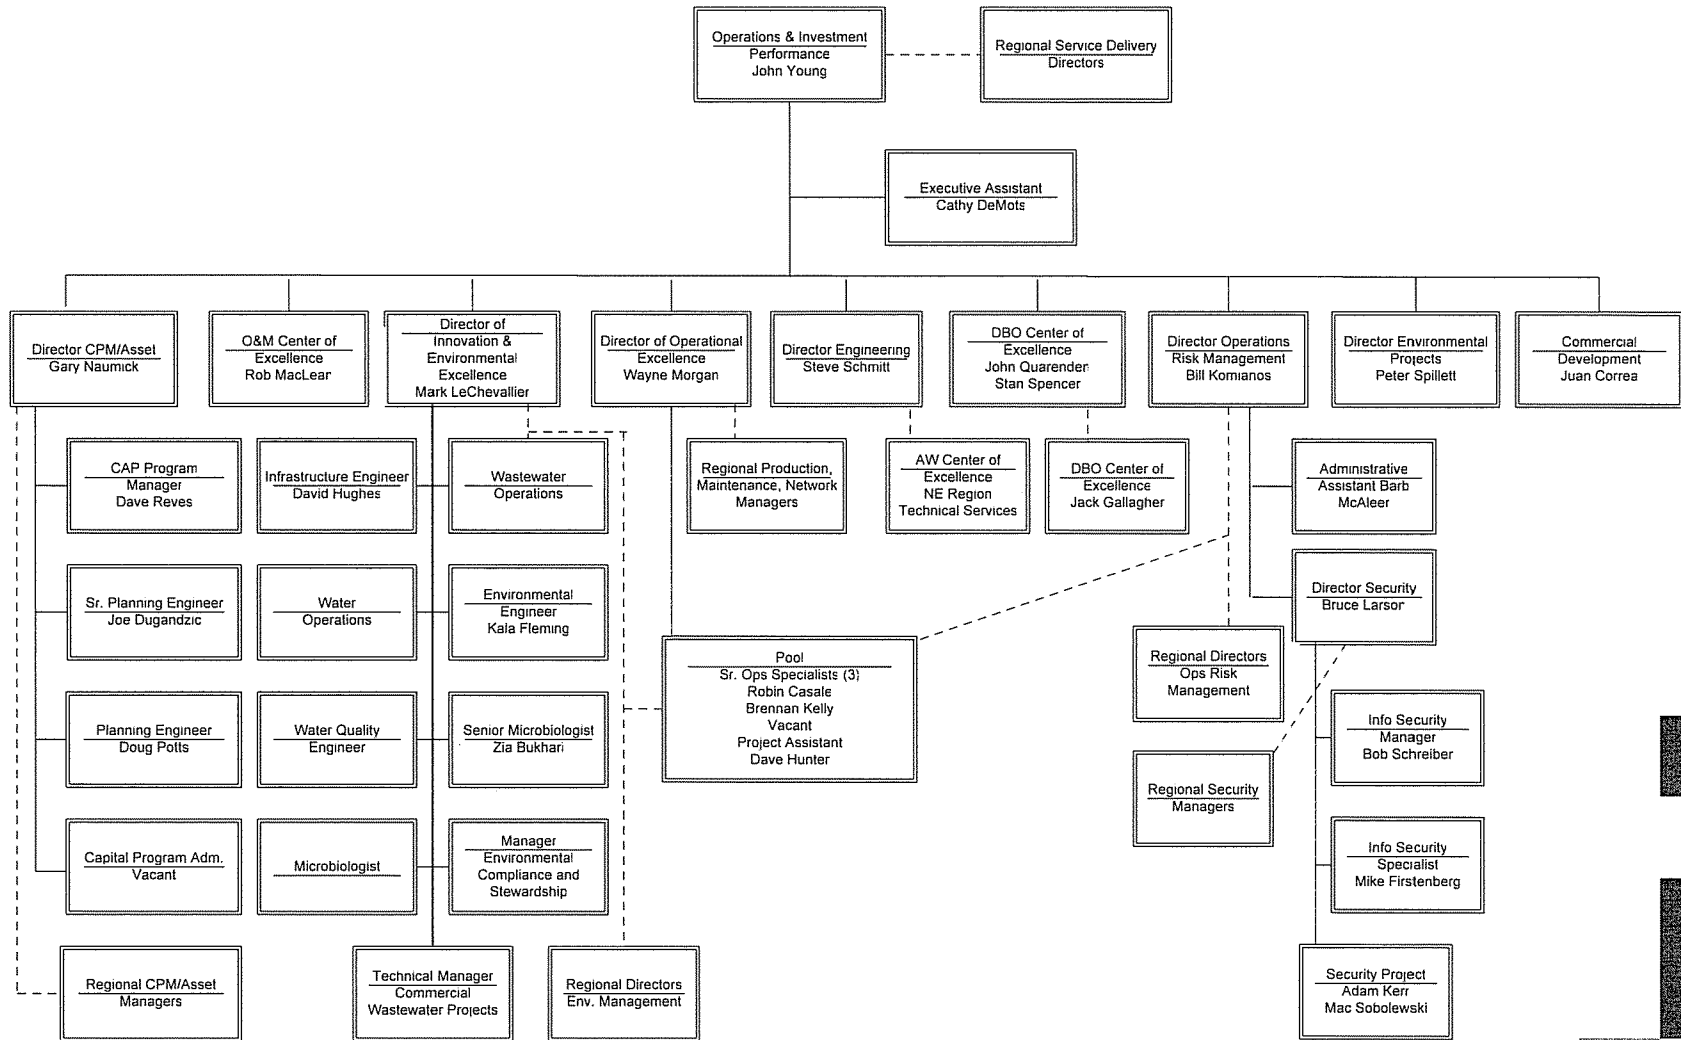 Operations & Investment
Performance
John Young
Regional Service Delivery
Directors
Executive Assistant
Cathy DeMots
Director CPM/Asset
Gary Naumick
O&M Center of
Excellence
Rob MacLean
Director of
Innovation &
Environmental
Excellence
Mark LeChevallier
Director of Operational
Excellence
Wayne Morgan
Director Engineering
Steve Schmitt
DBO Center of
Excellence
John Quarender
Stan Spencer
Director Operations
Risk Management
Bill Komianos
Director Environmental
Projects
Peter Spillett
Commercial
Development
Juan Correa
CAP Program
Manager
Dave Reves
Infrastructure Engineer
David Hughes
Wastewater
Operations
Regional Production,
Maintenance, Network
Managers
AW Center of
Excellence
NE Region
Technical Services
DBO Center of
Excellence
Jack Gallagher
Administrative
Assistant Barb
McAleer
Sr. Planning Engineer
Joe Dugandzic
Water
Operations
Environmental
Engineer
Kala Fleming
Director Security
Bruce Larson
Pool
Sr. Ops Specialists (3)
Robin Casale
Brennan Kelly
Vacant
Project Assistant
Dave Hunter
Regional Directors
Ops Risk
Management
Planning Engineer
Doug Potts
Water Quality
Engineer
Senior Microbiologist
Zia Bukhari
Info Security
Manager
Bob Schreiber
Regional Security
Managers
Capital Program Adm.
Vacant
Microbiologist
Manager
Environmental
Compliance and
Stewardship
Info Security
Specialist
Mike Firstenberg
Regional CPM/Asset
Managers
Technical Manager
Commercial
Wastewater Projects
Regional Directors
Env. Management
Security Project
Adam Kerr
Mac Sobolewski